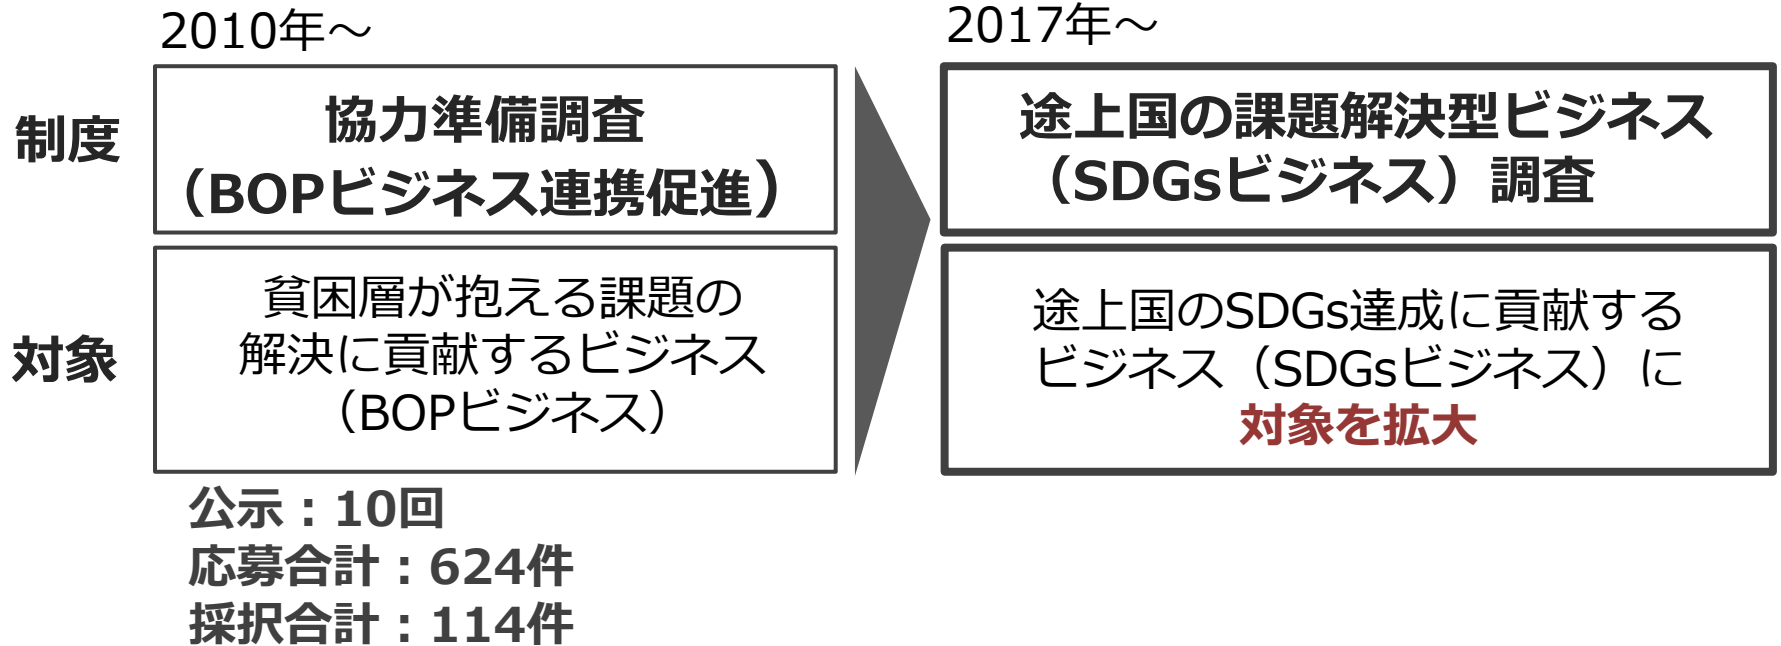 2010年～
2017年～
制度
協力準備調査
（BOPビジネス連携促進）
途上国の課題解決型ビジネス
（SDGsビジネス）調査
対象
貧困層が抱える課題の
解決に貢献するビジネス
（BOPビジネス）
途上国のSDGs達成に貢献する
ビジネス（SDGsビジネス）に
対象を拡大
公示：10回
応募合計：624件
採択合計：114件